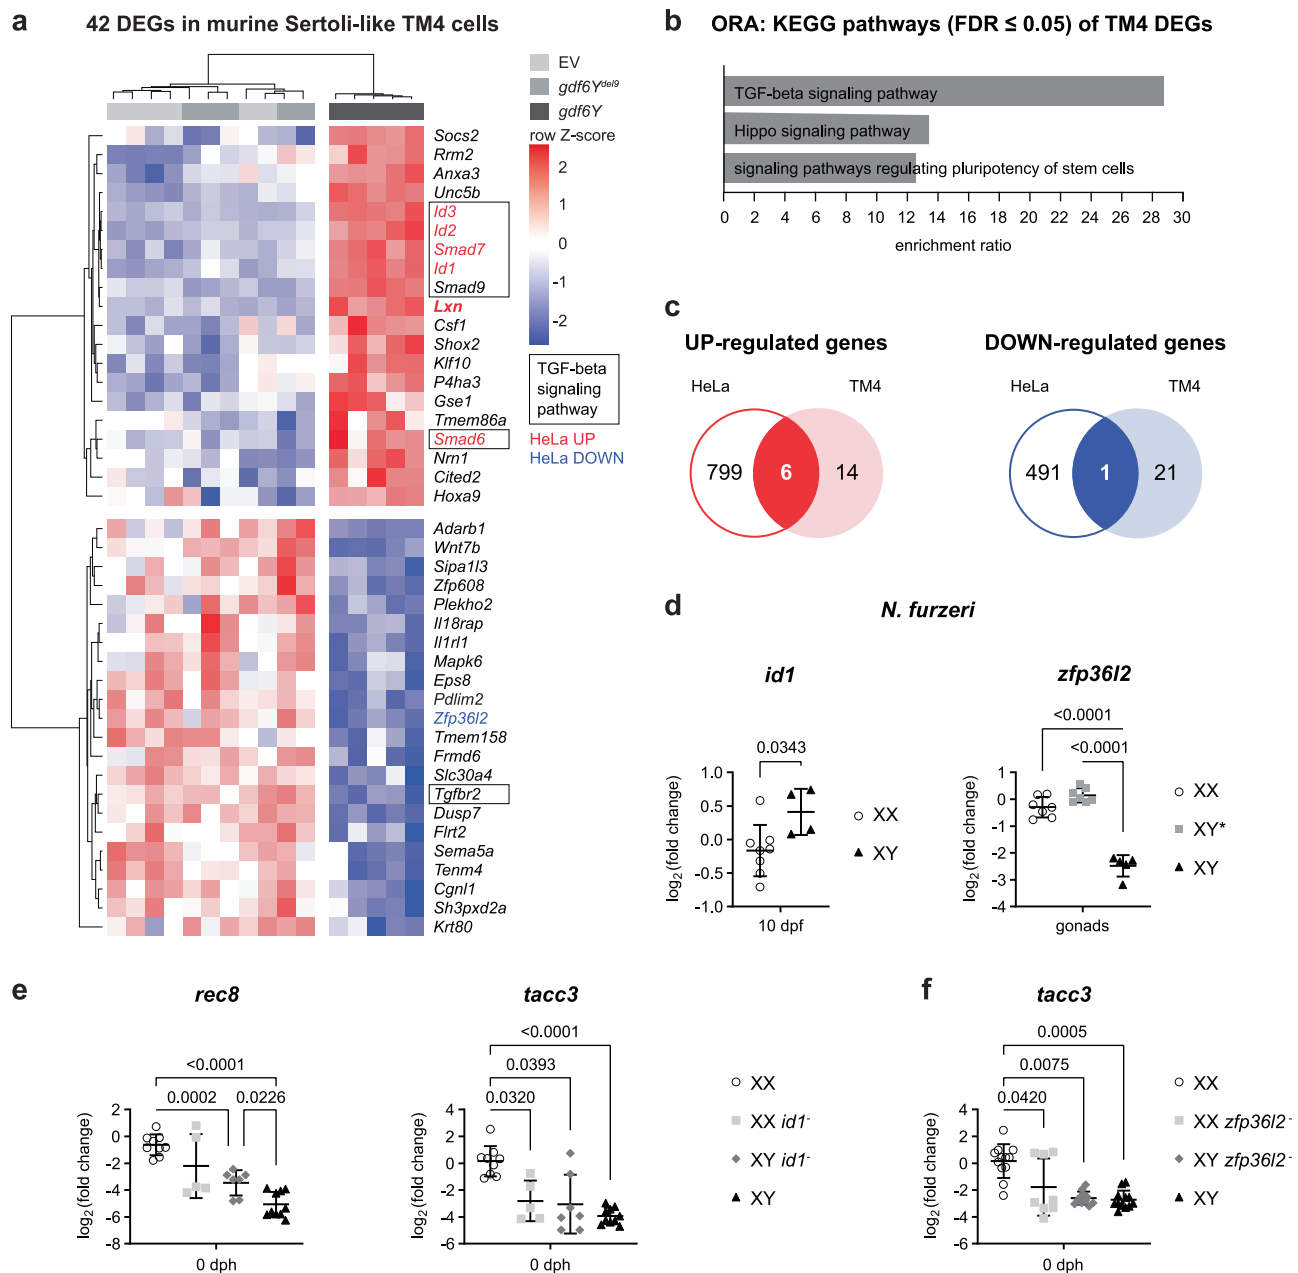 a
42 DEGs in murine Sertoli-like TM4 cells
EV
gdf6Y^del9
gdf6Y
row Z-score
2
1
0
-1
-2
TGF-beta
signaling
pathway
HeLa UP
HeLa DOWN
Socs2
Rrm2
Anxa3
Unc5b
Id3
Id2
Smad7
Id1
Smad9
Lxn
Csf1
Shox2
Klf10
P4ha3
Gse1
Tmem86a
Smad6
Nrn1
Cited2
Hoxa9
Adarb1
Wnt7b
Sipa1l3
Zfp608
Plekho2
Il18rap
Il1rl1
Mapk6
Eps8
Pdlim2
Zfp36l2
Tmem158
Frmd6
Slc30a4
Tgfbr2
Dusp7
Flrt2
Sema5a
Tenm4
Cgnl1
Sh3pxd2a
Krt80
b
ORA: KEGG pathways (FDR ≤ 0.05) of TM4 DEGs
TGF-beta signaling pathway
Hippo signaling pathway
signaling pathways regulating pluripotency of stem cells
0 2 4 6 8 10 12 14 16 18 20 22 24 26 28 30
enrichment ratio
c
UP-regulated genes
HeLa TM4
799 6 14
DOWN-regulated genes
HeLa TM4
491 1 21
d
N. furzeri
id1
0.0343
log2(fold change)
1.0
0.5
0.0
-0.5
-1.0
10 dpf
XX
XY
zfp36l2
<0.0001
<0.0001
log2(fold change)
1
0
-1
-2
-3
-4
gonads
XX
XY*
XY
e
rec8
<0.0001
0.0002 0.0226
log2(fold change)
2
0
-2
-4
-6
-8
0 dph
tacc3
<0.0001
0.0393
0.0320
log2(fold change)
4
2
0
-2
-4
-6
0 dph
XX
XX id1-
XY id1-
XY
f
tacc3
0.0005
0.0075
0.0420
log2(fold change)
4
2
0
-2
-4
-6
0 dph
XX
XX zfp36l2-
XY zfp36l2-
XY